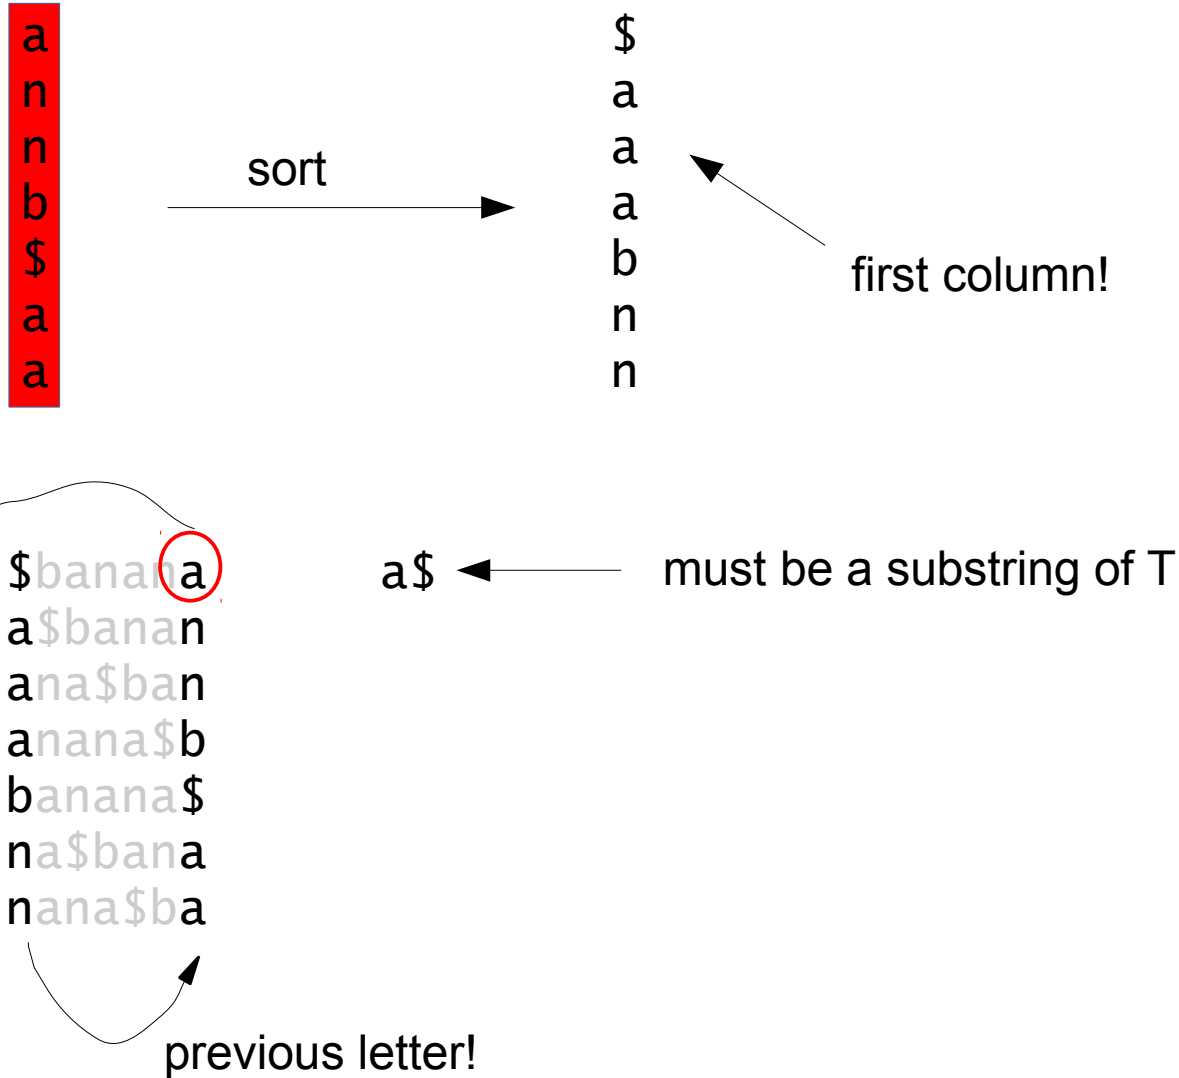 a
n
n
b
$
a
a
sort
$
a
a
a
b
n
n
first column!
$banana
a$banan
ana$ban
anana$b
banana$
na$bana
nana$ba
a$
must be a substring of T
previous letter!